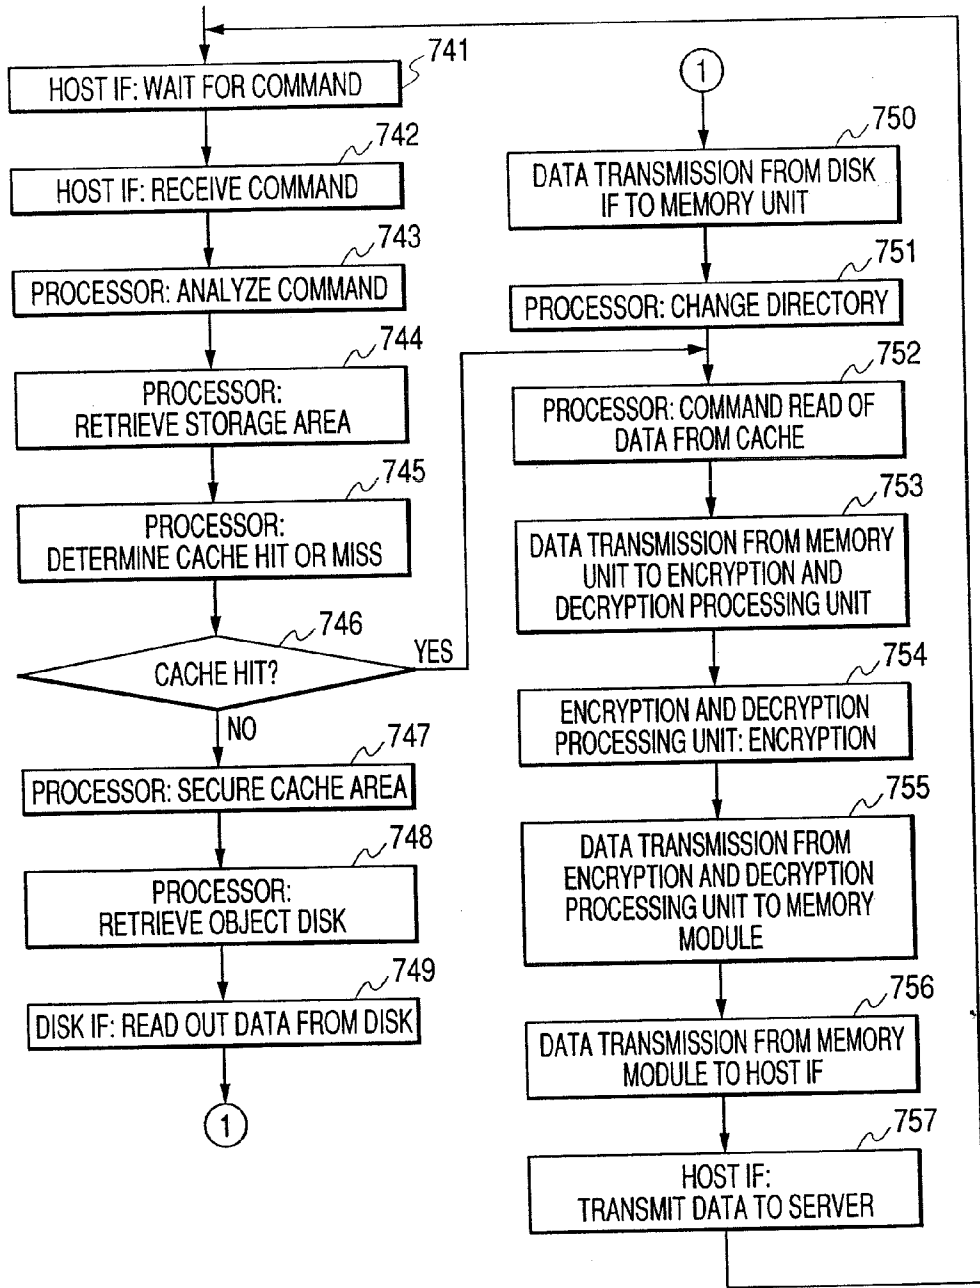 741
HOST IF: WAIT FOR COMMAND
742
HOST IF: RECEIVE COMMAND
743
PROCESSOR: ANALYZE COMMAND
744
PROCESSOR:
RETRIEVE STORAGE AREA
745
PROCESSOR:
DETERMINE CACHE HIT OR MISS
746
CACHE HIT?
YES
NO
747
PROCESSOR: SECURE CACHE AREA
748
PROCESSOR:
RETRIEVE OBJECT DISK
749
DISK IF: READ OUT DATA FROM DISK
1
1
750
DATA TRANSMISSION FROM DISK
IF TO MEMORY UNIT
751
PROCESSOR: CHANGE DIRECTORY
752
PROCESSOR: COMMAND READ OF
DATA FROM CACHE
753
DATA TRANSMISSION FROM MEMORY
UNIT TO ENCRYPTION AND
DECRYPTION PROCESSING UNIT
754
ENCRYPTION AND DECRYPTION
PROCESSING UNIT: ENCRYPTION
755
DATA TRANSMISSION FROM
ENCRYPTION AND DECRYPTION
PROCESSING UNIT TO MEMORY
MODULE
756
DATA TRANSMISSION FROM MEMORY
MODULE TO HOST IF
757
HOST IF:
TRANSMIT DATA TO SERVER